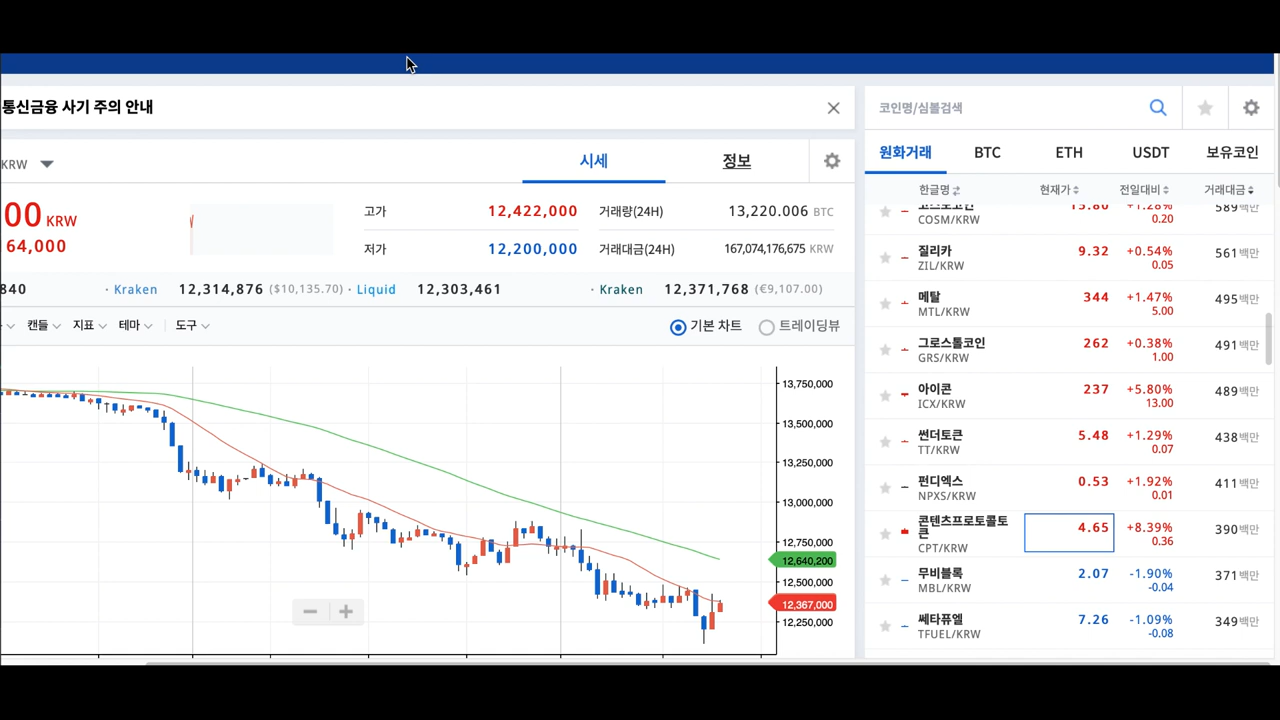 통신금융 사기 주의 안내
코인명/심볼검색
KRW
시세
정보
원화거래 BTC ETH USDT 보유코인
한글명 현재가 전일대비 거래대금
00 KRW
64,000
고가 12,422,000
저가 12,200,000
거래량(24H) 13,220.006 BTC
거래대금(24H) 167,074,176,675 KRW
840 · Kraken 12,314,876 ($10,135.70) · Liquid 12,303,461 · Kraken 12,371,768 (€9,107.00)
캔들 지표 테마 도구
기본 차트 트레이딩뷰
13,750,000
13,500,000
13,250,000
13,000,000
12,750,000
12,640,200
12,500,000
12,367,000
12,250,000
13.80 +1.28% 589백만
COSM/KRW 0.20
질리카 9.32 +0.54% 561백만
ZIL/KRW 0.05
메탈 344 +1.47% 495백만
MTL/KRW 5.00
그로스톨코인 262 +0.38% 491백만
GRS/KRW 1.00
아이콘 237 +5.80% 489백만
ICX/KRW 13.00
썬더토큰 5.48 +1.29% 438백만
TT/KRW 0.07
펀디엑스 0.53 +1.92% 411백만
NPXS/KRW 0.01
콘텐츠프로토콜토
큰 4.65 +8.39% 390백만
CPT/KRW 0.36
무비블록 2.07 -1.90% 371백만
MBL/KRW -0.04
쎄타퓨엘 7.26 -1.09% 349백만
TFUEL/KRW -0.08